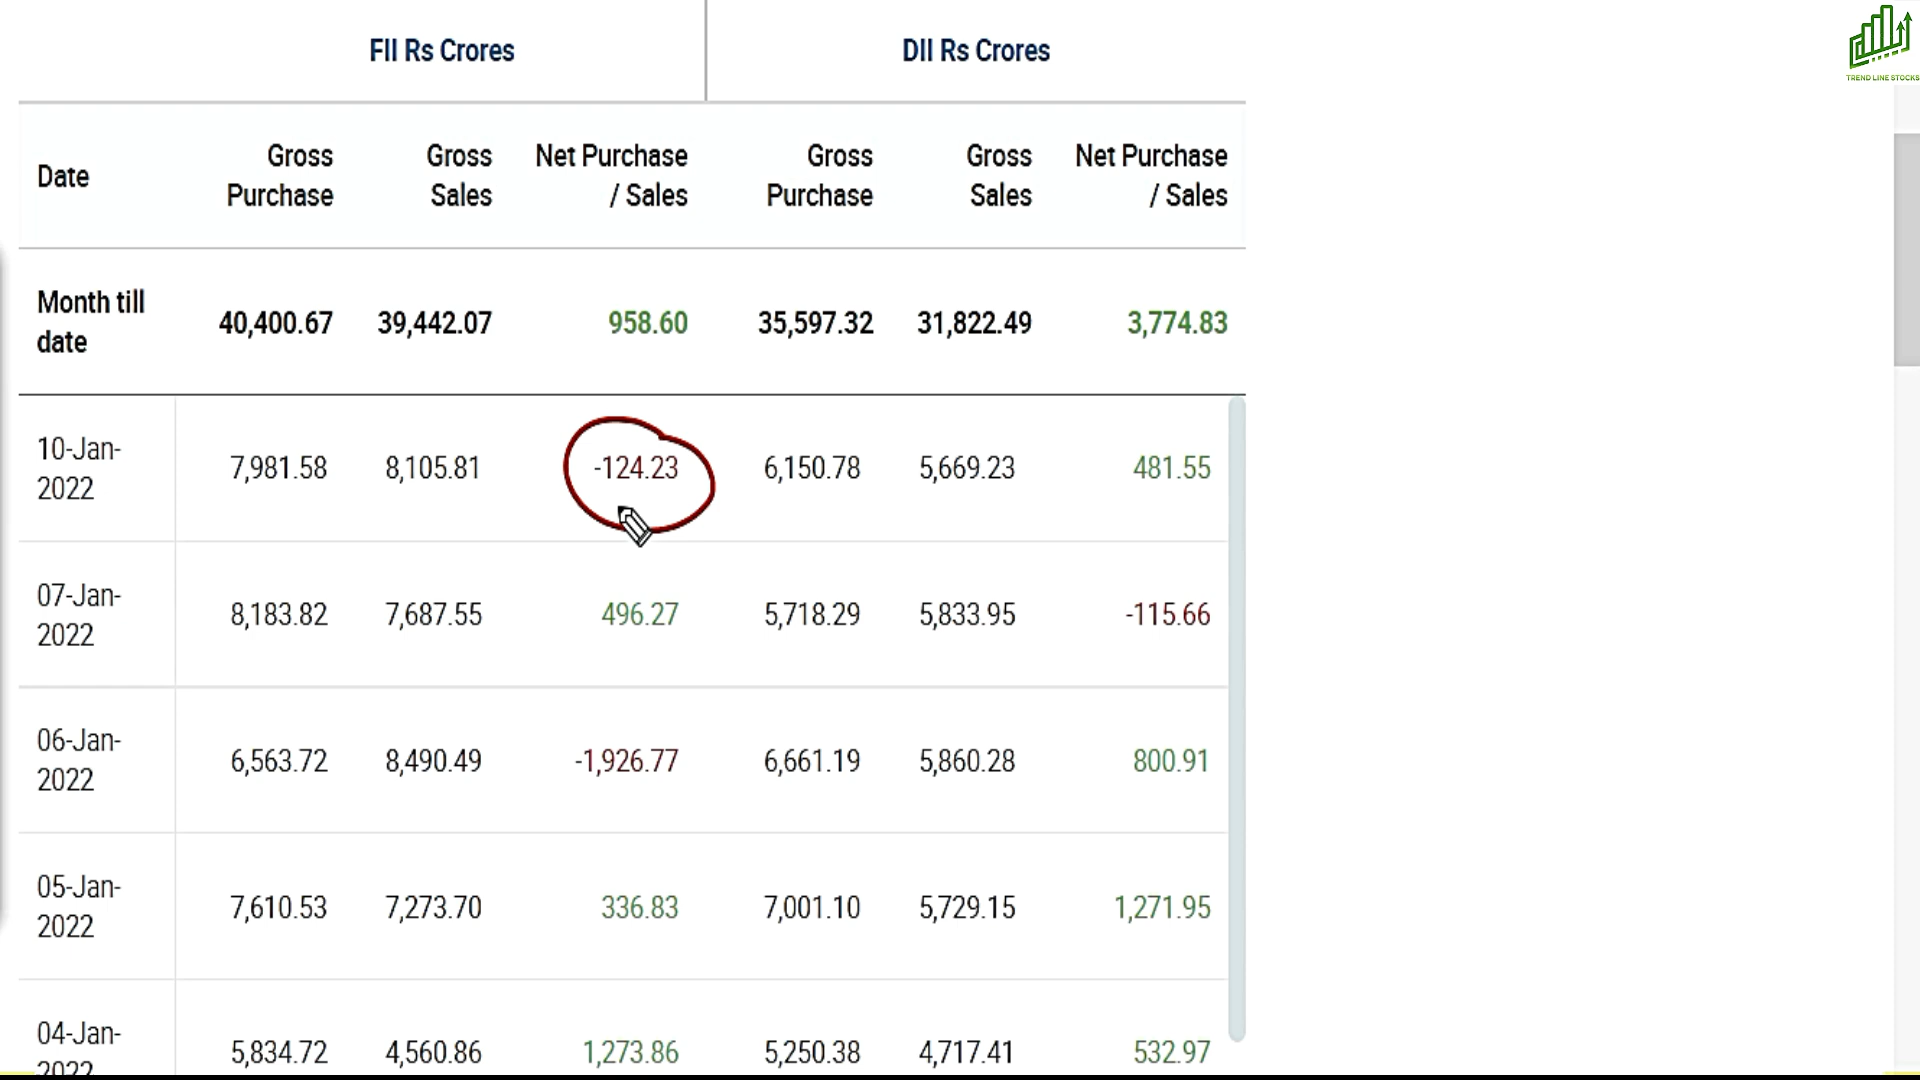 FII Rs Crores DII Rs Crores
TREND LINE STOCKS
Date Gross Purchase Gross Sales Net Purchase / Sales Gross Purchase Gross Sales Net Purchase / Sales
Month till date 40,400.67 39,442.07 958.60 35,597.32 31,822.49 3,774.83
10-Jan-2022 7,981.58 8,105.81 -124.23 6,150.78 5,669.23 481.55
07-Jan-2022 8,183.82 7,687.55 496.27 5,718.29 5,833.95 -115.66
06-Jan-2022 6,563.72 8,490.49 -1,926.77 6,661.19 5,860.28 800.91
05-Jan-2022 7,610.53 7,273.70 336.83 7,001.10 5,729.15 1,271.95
04-Jan-2022 5,834.72 4,560.86 1,273.86 5,250.38 4,717.41 532.97